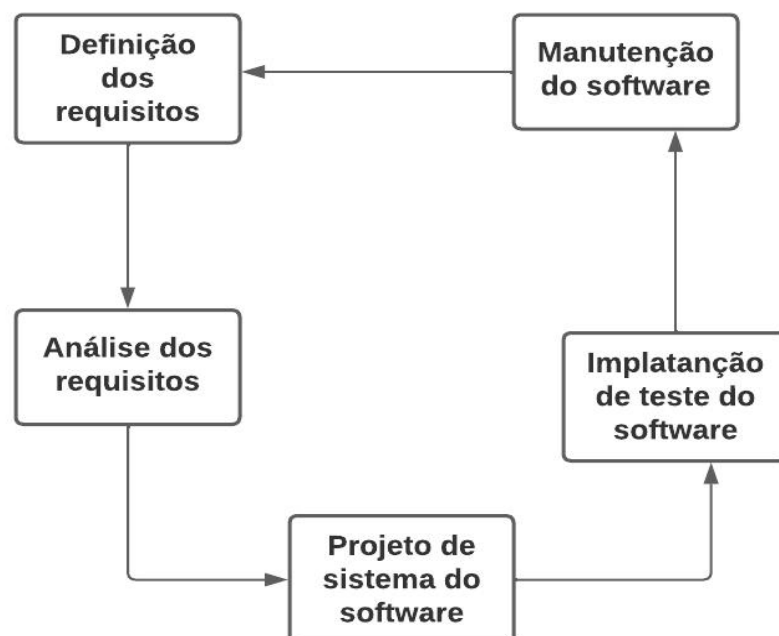 Definição
dos
requisitos
Manutenção
do software
Análise dos
requisitos
Implatanção
de teste do
software
Projeto de
sistema do
software